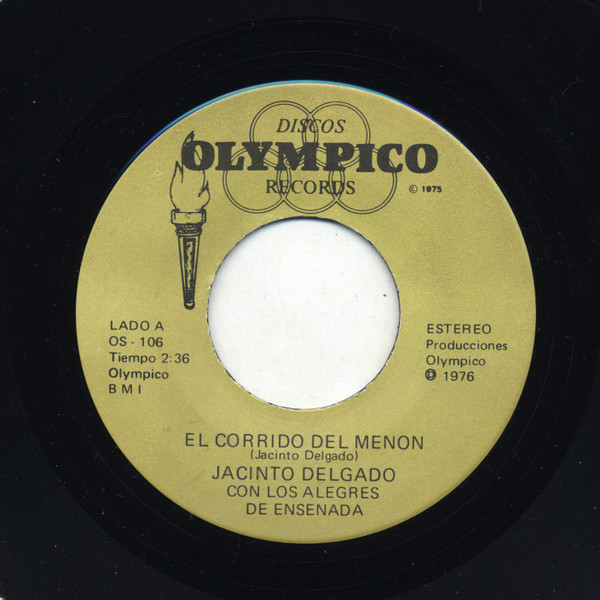 DISCOS
OLYMPICO
RECORDS
© 1975
LADO A
OS - 106
Tiempo 2:36
Olympico
B M I
ESTEREO
Producciones
Olympico
℗ 1976
EL CORRIDO DEL MENON
(Jacinto Delgado)
JACINTO DELGADO
CON LOS ALEGRES
DE ENSENADA